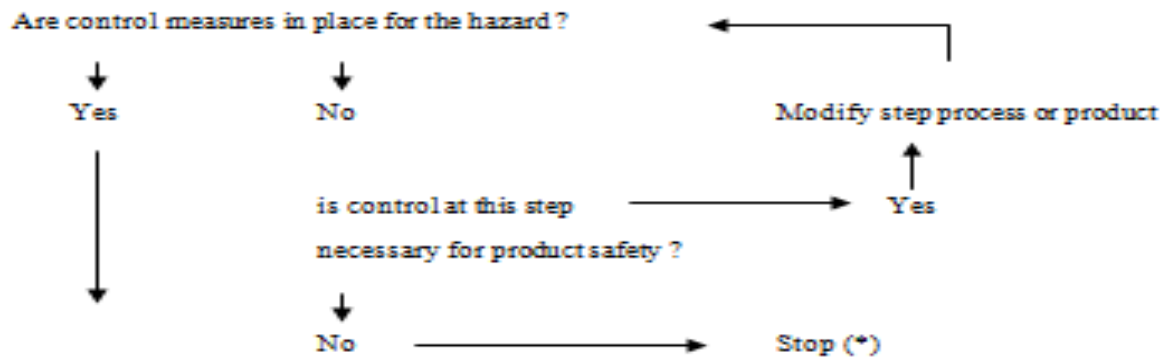 Are control measures in place for the hazard ?
Yes No Modify step process or product
is control at this step Yes
necessary for product safety ?
No Stop (*)